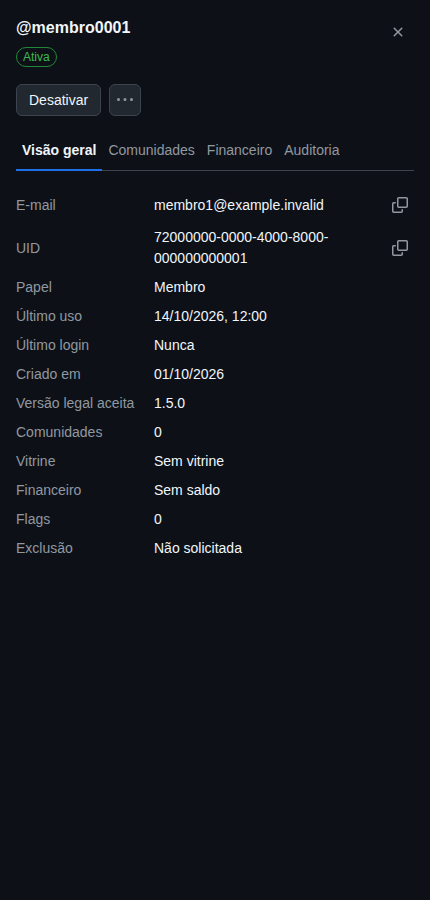 @membro0001
Ativa
Desativar
Visão geral Comunidades Financeiro Auditoria
E-mail membro1@example.invalid
UID 72000000-0000-4000-8000-
000000000001
Papel Membro
Último uso 14/10/2026, 12:00
Último login Nunca
Criado em 01/10/2026
Versão legal aceita 1.5.0
Comunidades 0
Vitrine Sem vitrine
Financeiro Sem saldo
Flags 0
Exclusão Não solicitada